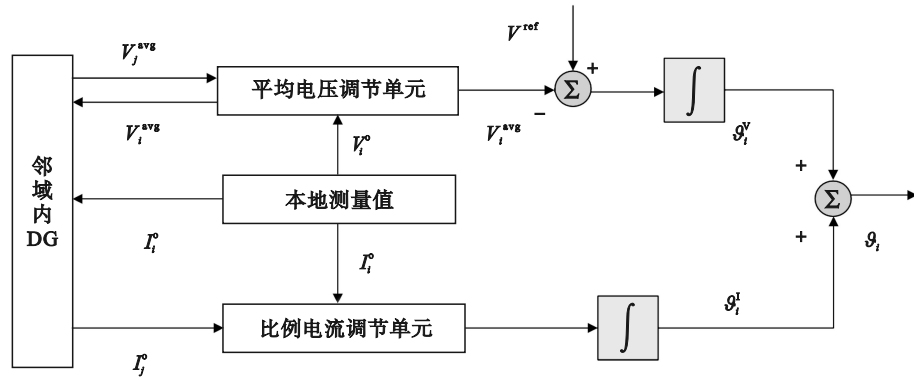 V^ref
V_j^avg
平均电压调节单元
+
Σ
−
∫
V_i^avg
V_i^o
V_i^avg
ϑ_i^V
邻域内DG
本地测量值
+
Σ
+
I_i^o
I_i^o
ϑ_i
比例电流调节单元
∫
ϑ_i^I
I_j^o